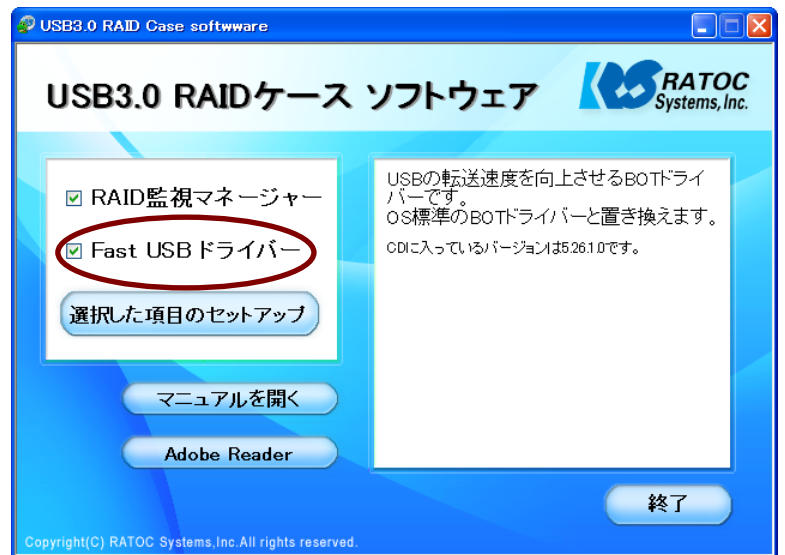 USB3.0 RAID Case softwware
USB3.0 RAIDケース ソフトウェア
RATOC
Systems, Inc.
RAID監視マネージャー
Fast USBドライバー
選択した項目のセットアップ
マニュアルを開く
Adobe Reader
USBの転送速度を向上させるBOTドライ
バーです。
OS標準のBOTドライバーと置き換えます。
CDに入っているバージョンは5.26.1.0です。
終了
Copyright(C) RATOC Systems,Inc.All rights reserved.